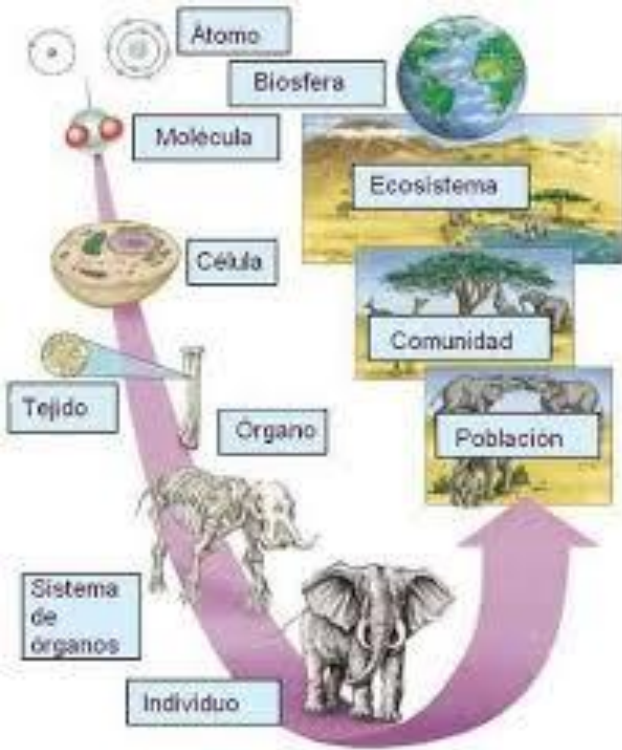 Átomo
Biosfera
Molécula
Ecosistema
Célula
Comunidad
Tejido
Órgano
Población
Sistema
de
órganos
Individuo